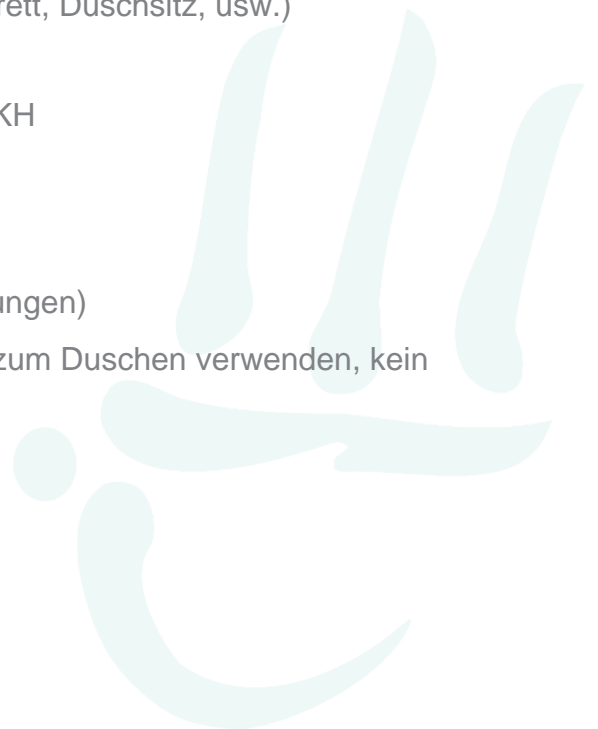 rett, Duschsitz, usw.)
KH
ungen)
zum Duschen verwenden, kein